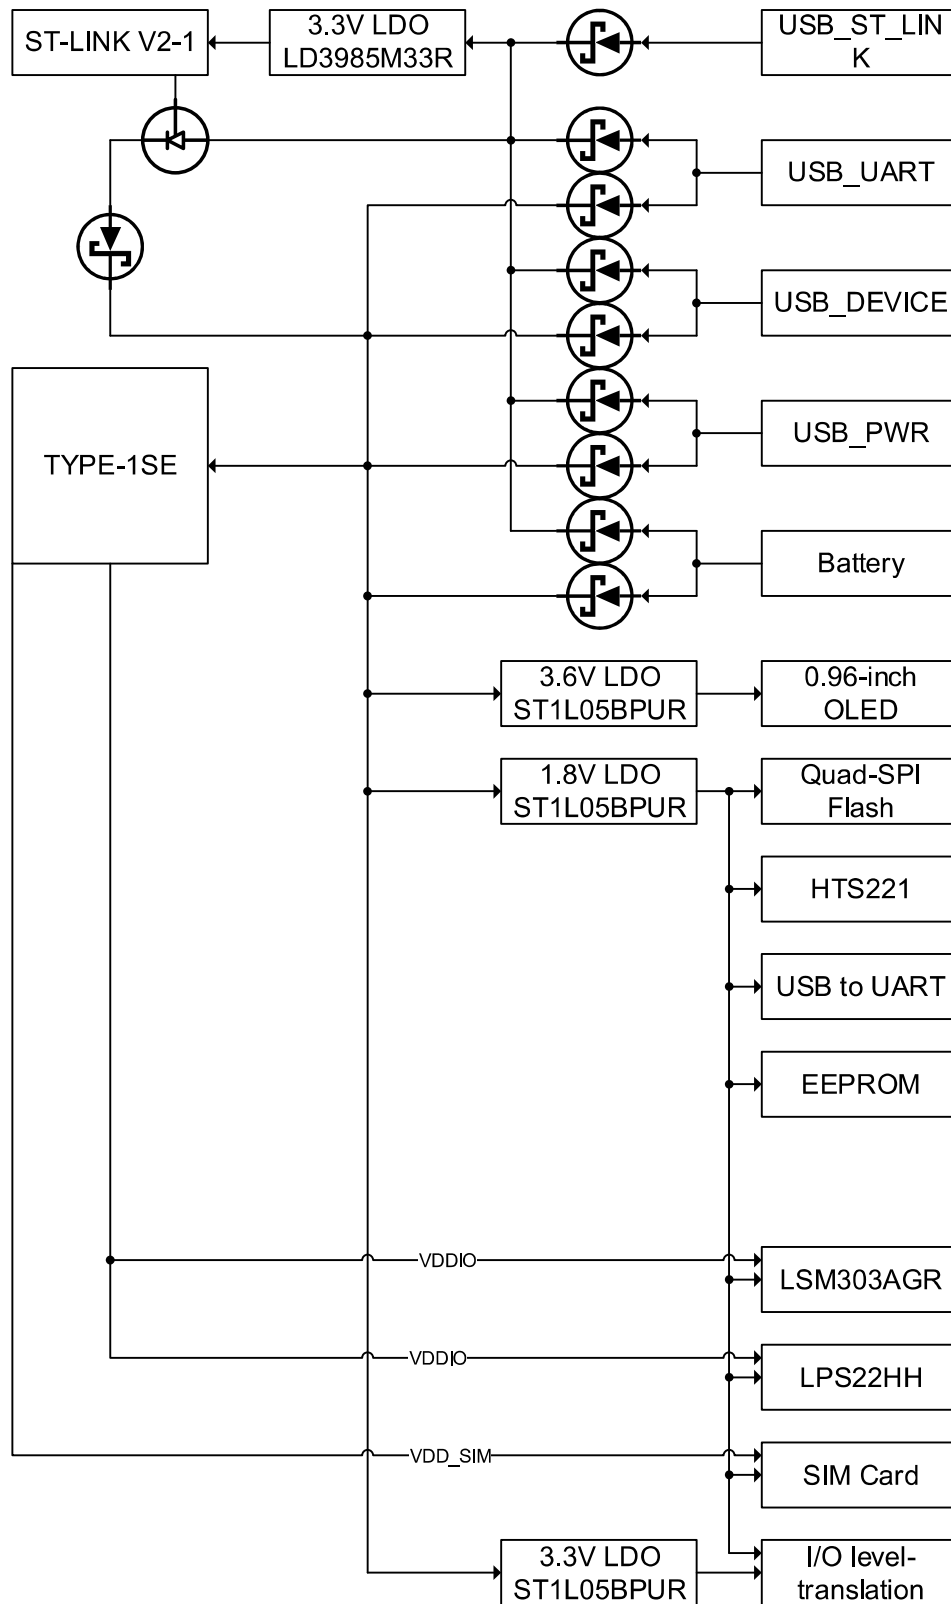 ST-LINK V2-1
3.3V LDO
LD3985M33R
USB_ST_LIN
K
USB_UART
USB_DEVICE
TYPE-1SE
USB_PWR
Battery
3.6V LDO
ST1L05BPUR
0.96-inch
OLED
1.8V LDO
ST1L05BPUR
Quad-SPI
Flash
HTS221
USB to UART
EEPROM
VDDIO
LSM303AGR
VDDIO
LPS22HH
VDD_SIM
SIM Card
3.3V LDO
ST1L05BPUR
I/O level-
translation